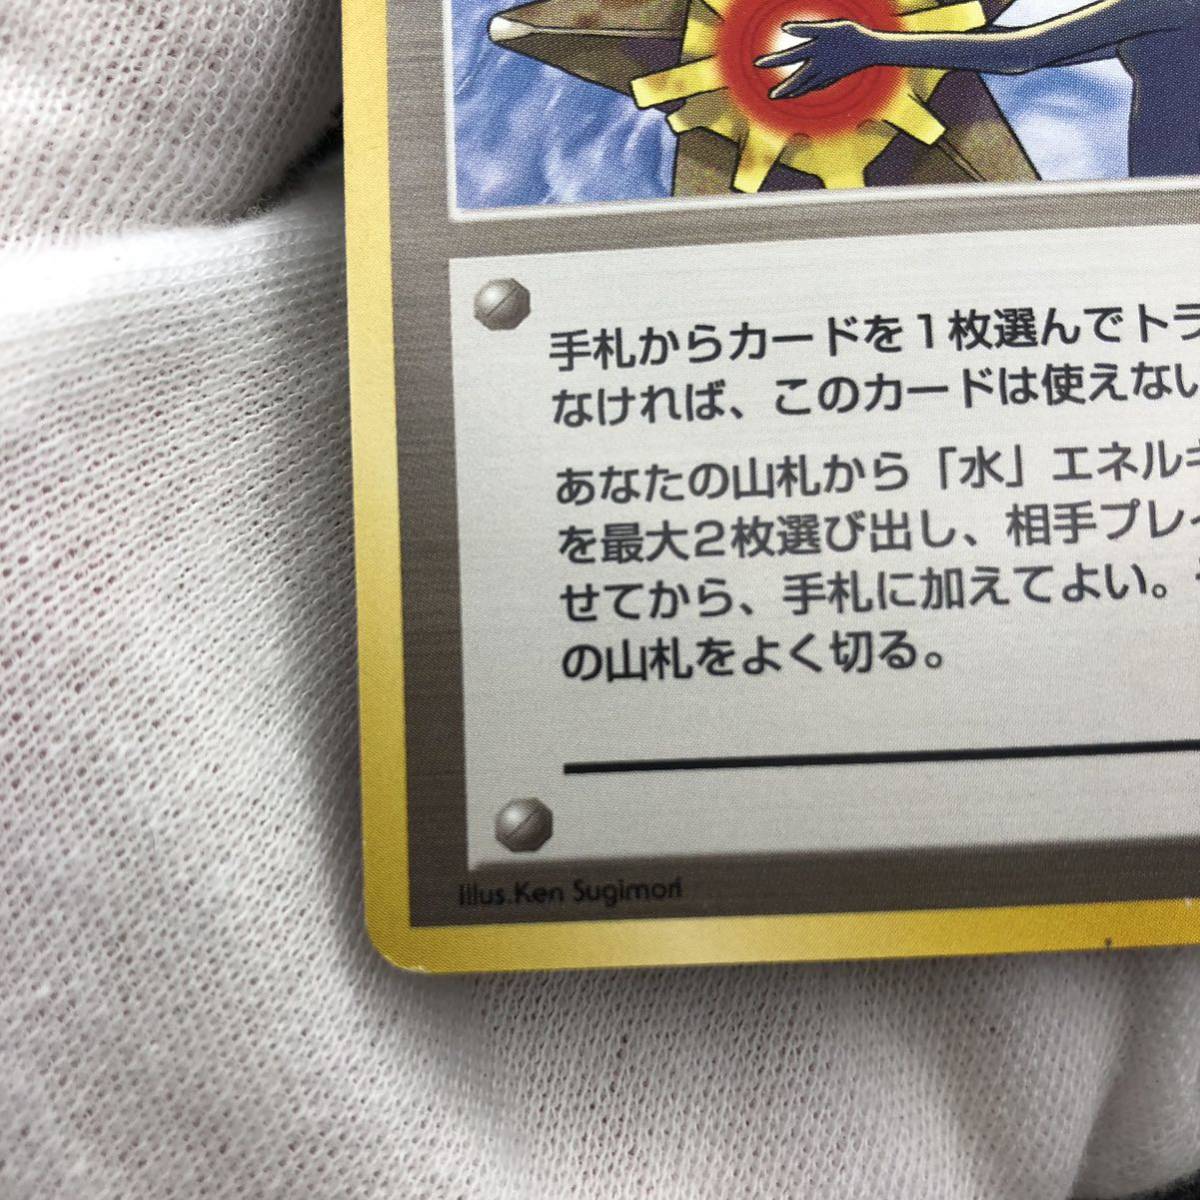 手札からカードを1枚選んでトラ
なければ、このカードは使えない
あなたの山札から「水」エネルギ
を最大2枚選び出し、相手プレイ
せてから、手札に加えてよい。そ
の山札をよく切る。
Illus.Ken Sugimori